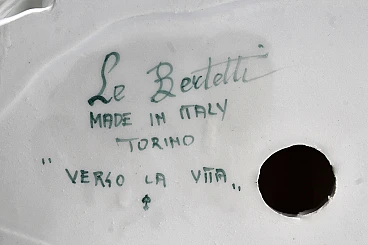 Le Bertetti
MADE IN ITALY
TORINO
" VERSO LA VITA "